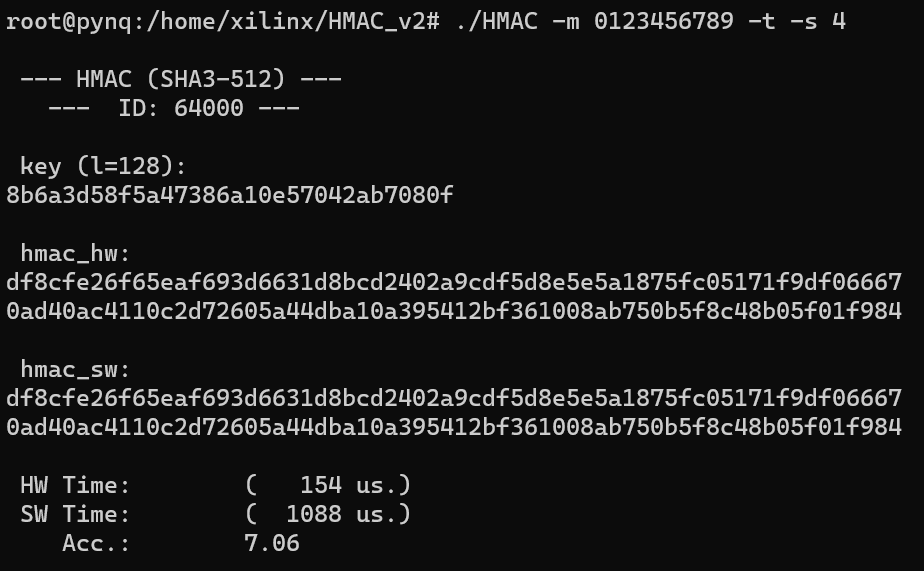 root@pynq:/home/xilinx/HMAC_v2# ./HMAC -m 0123456789 -t -s 4
--- HMAC (SHA3-512) ---
--- ID: 64000 ---
key (l=128):
8b6a3d58f5a47386a10e57042ab7080f
hmac_hw:
df8cfe26f65eaf693d6631d8bcd2402a9cdf5d8e5e5a1875fc05171f9df06667
0ad40ac4110c2d72605a44dba10a395412bf361008ab750b5f8c48b05f01f984
hmac_sw:
df8cfe26f65eaf693d6631d8bcd2402a9cdf5d8e5e5a1875fc05171f9df06667
0ad40ac4110c2d72605a44dba10a395412bf361008ab750b5f8c48b05f01f984
HW Time: ( 154 us.)
SW Time: ( 1088 us.)
Acc.: 7.06